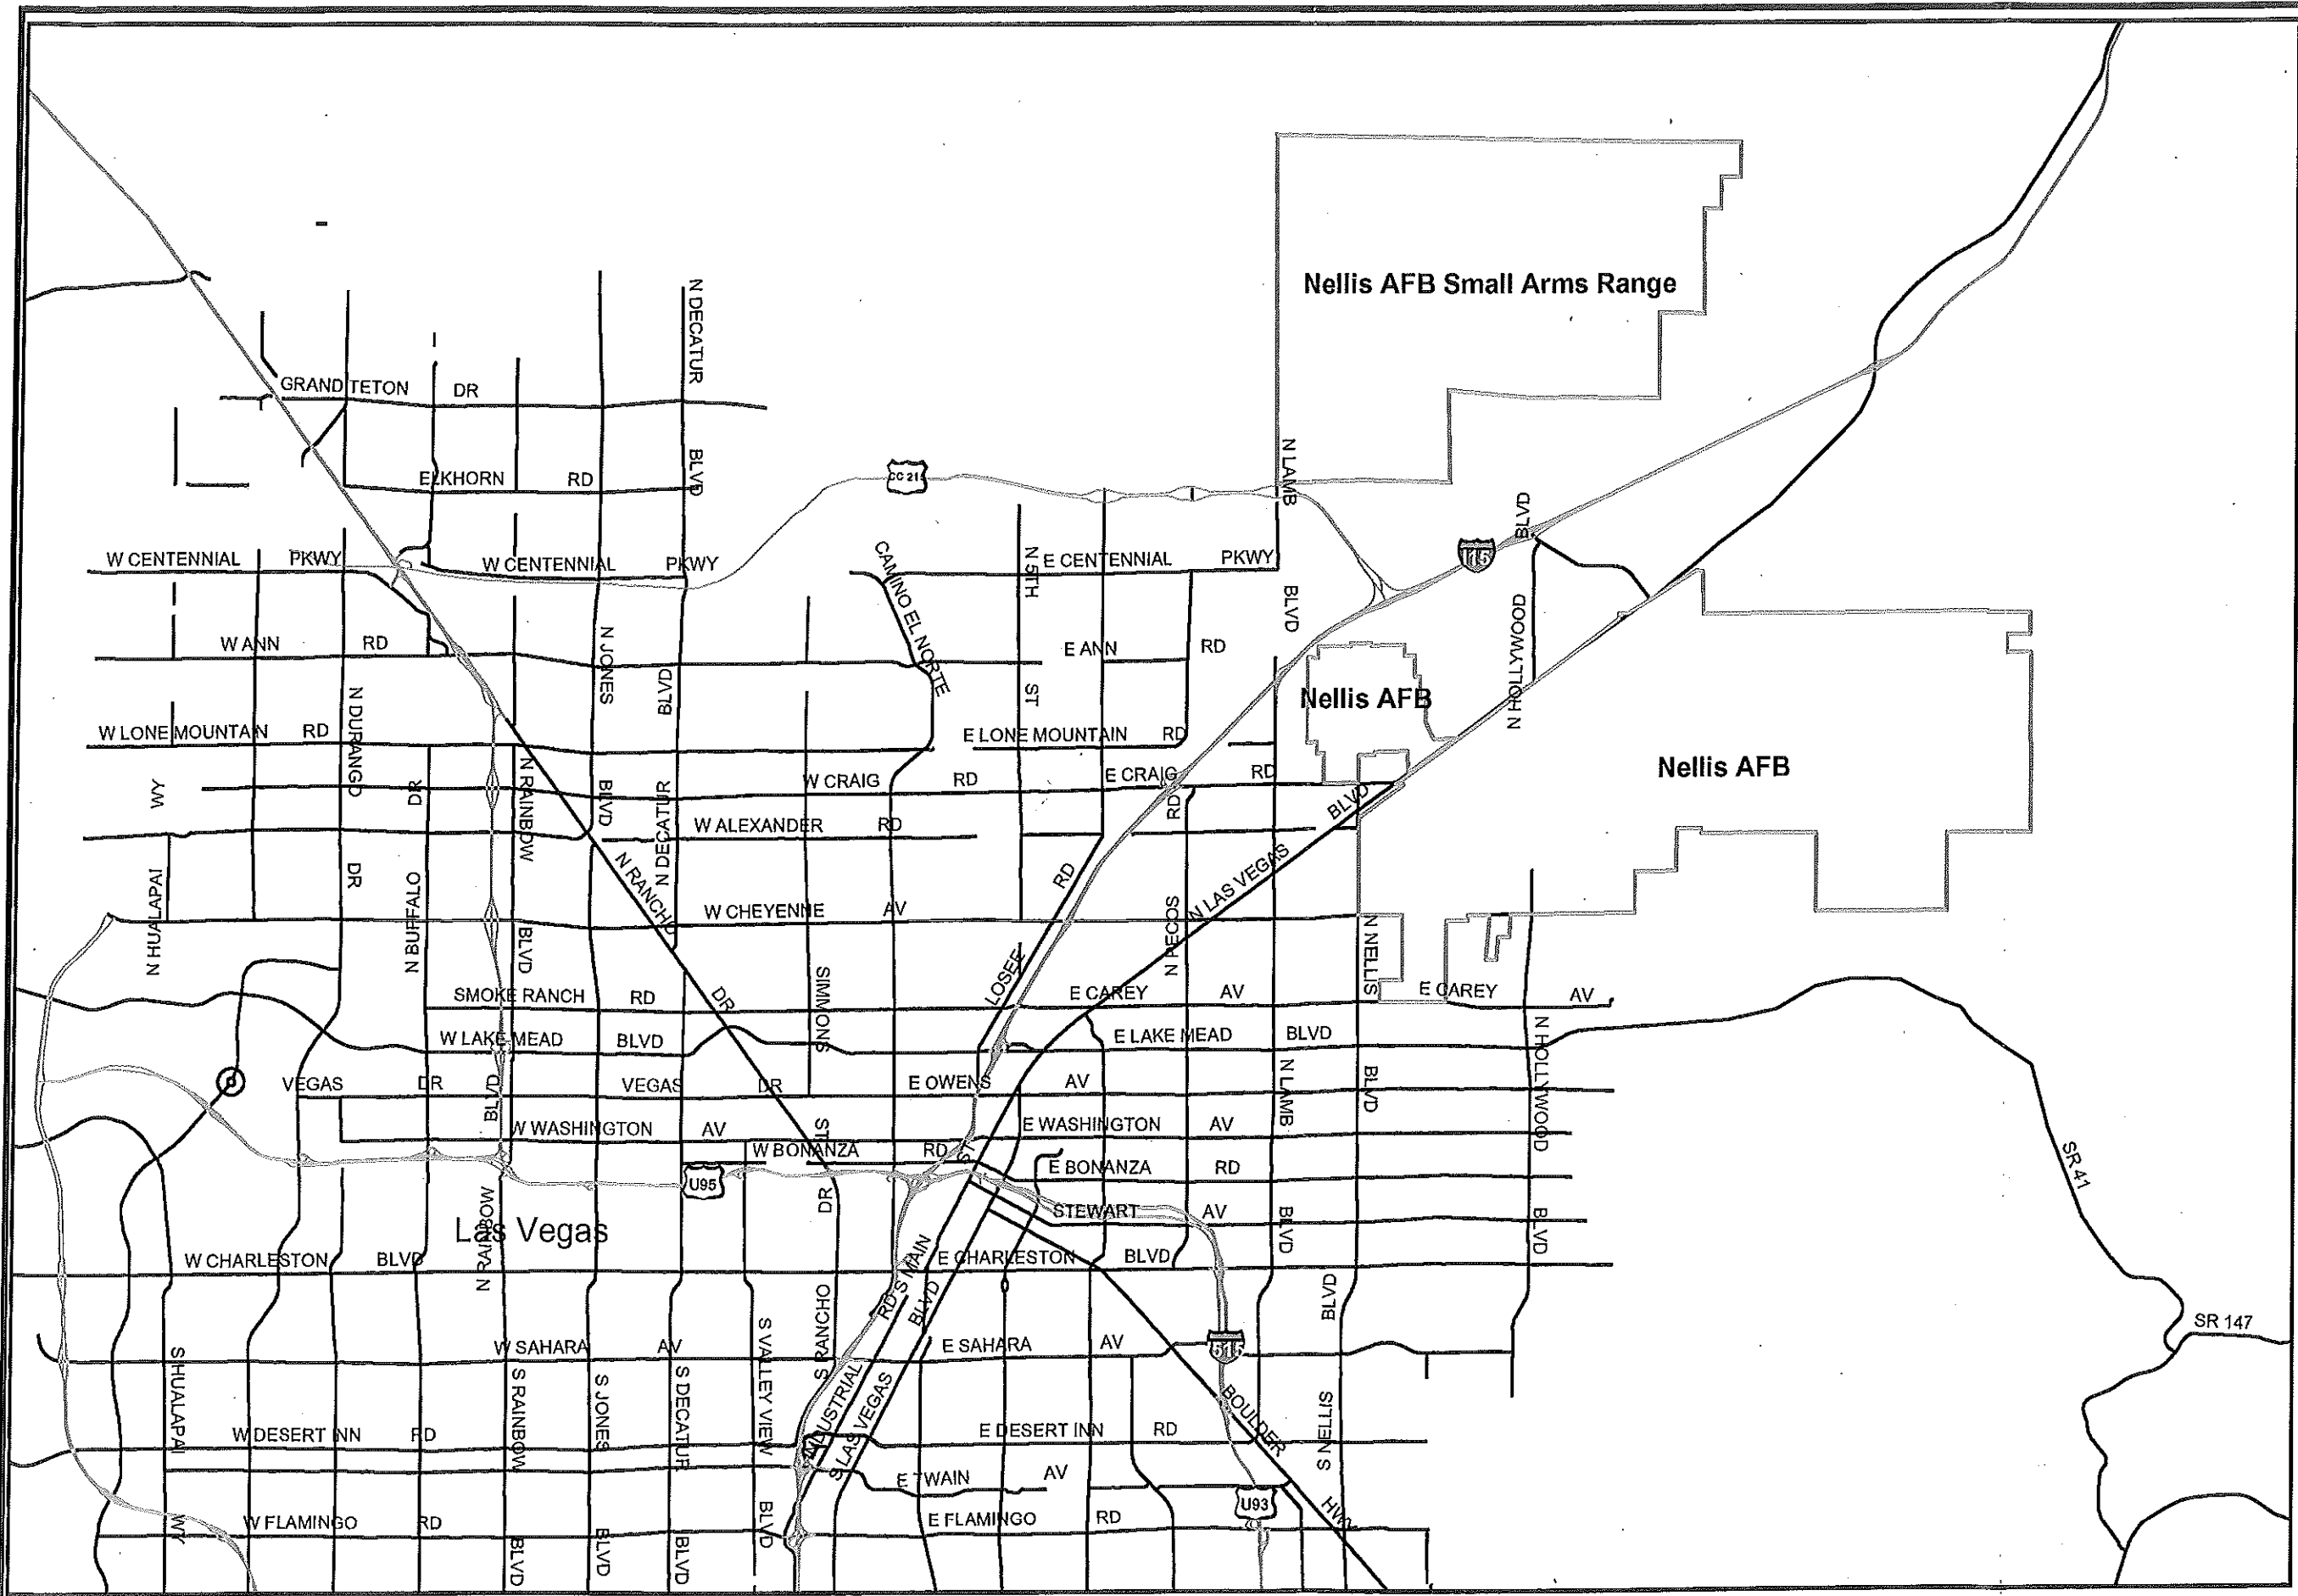 Nellis AFB Small Arms Range
N DECATUR
BLVD
GRAND TETON DR
ELKHORN RD
CC 215
N LAMB
BLVD
I-15
BLVD
N HOLLYWOOD
W CENTENNIAL PKWY
W CENTENNIAL PKWY
E CENTENNIAL PKWY
CAMINO EL NORTE
N 5TH
ST
W ANN RD
E ANN RD
N JONES
BLVD
BLVD
N DECATUR
Nellis AFB
Nellis AFB
W LONE MOUNTAIN RD
E LONE MOUNTAIN RD
N DURANGO
DR
N RAINBOW
BLVD
W CRAIG RD
E CRAIG RD
WY
N HUALAPAI
DR
N BUFFALO
W ALEXANDER RD
N RANCHO
DR
RD
LOSEE
RD
N PECOS
BLVD
N LAS VEGAS
W CHEYENNE AV
N NELLIS
BLVD
SIMMONS
ST
SMOKE RANCH RD
E CAREY AV
E CAREY AV
W LAKE MEAD BLVD
E LAKE MEAD BLVD
N HOLLYWOOD
BLVD
VEGAS DR
VEGAS DR
E OWENS AV
N LAMB
BLVD
BLVD
N RAINBOW
W WASHINGTON AV
E WASHINGTON AV
W BONANZA RD
E BONANZA RD
ST
U95
DR
S RANCHO
STEWART AV
SR 41
Las Vegas
W CHARLESTON BLVD
E CHARLESTON BLVD
S MAIN
RD
INDUSTRIAL
BLVD
S LAS VEGAS
BLVD
S NELLIS
SR 147
W SAHARA AV
E SAHARA AV
515
S HUALAPAI
WY
S RAINBOW
BLVD
S JONES
BLVD
S DECATUR
BLVD
S VALLEY VIEW
BLVD
BOULDER
HWY
W DESERT INN RD
E DESERT INN RD
E TWAIN AV
U93
W FLAMINGO RD
E FLAMINGO RD